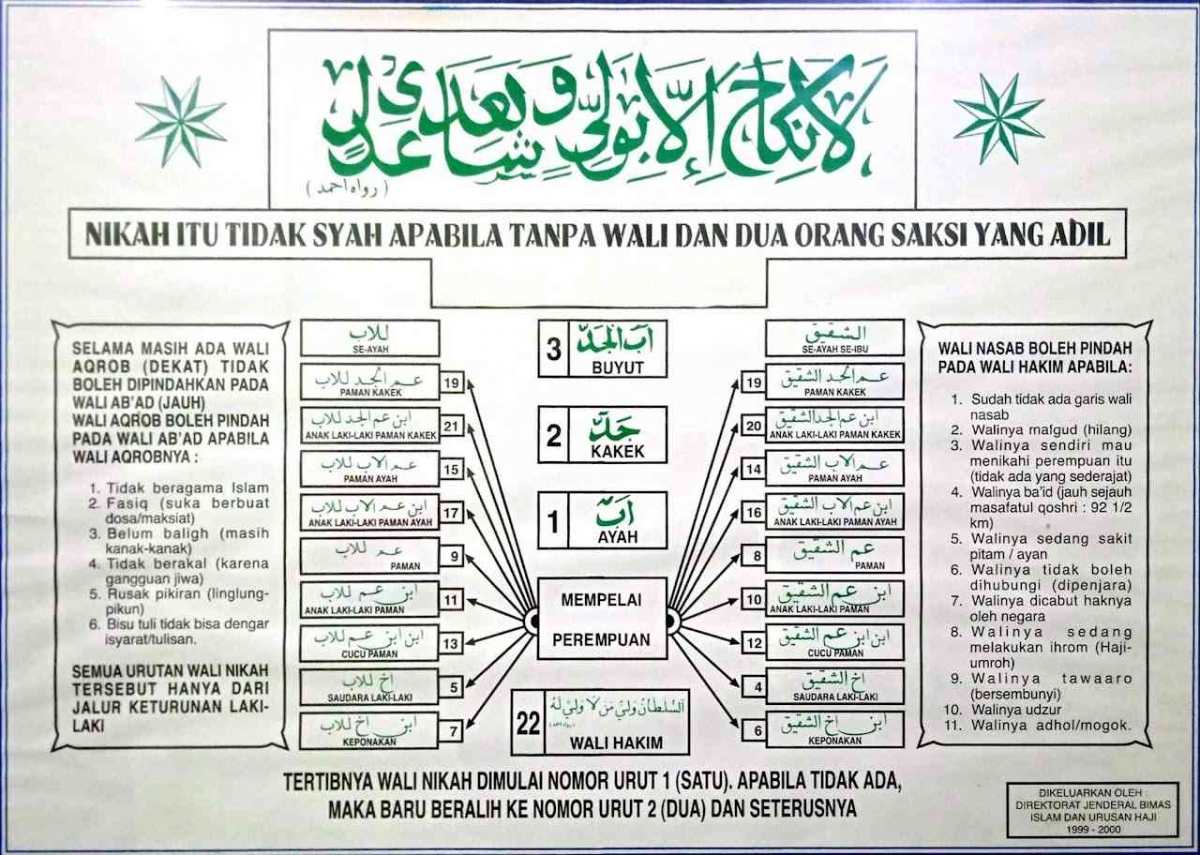 لا نكاح إلا بولي وشاهدي عدل
(رواه احمد)
NIKAH ITU TIDAK SYAH APABILA TANPA WALI DAN DUA ORANG SAKSI YANG ADIL
SELAMA MASIH ADA WALI
AQROB (DEKAT) TIDAK
BOLEH DIPINDAHKAN PADA
WALI AB'AD (JAUH)
WALI AQROB BOLEH PINDAH
PADA WALI AB'AD APABILA
WALI AQROBNYA :
1. Tidak beragama Islam
2. Fasiq (suka berbuat
dosa/maksiat)
3. Belum baligh (masih
kanak-kanak)
4. Tidak berakal (karena
gangguan jiwa)
5. Rusak pikiran (linglung-
pikun)
6. Bisu tuli tidak bisa dengar
isyarat/tulisan.
SEMUA URUTAN WALI NIKAH
TERSEBUT HANYA DARI
JALUR KETURUNAN LAKI-
LAKI
للاب
SE-AYAH
عم الجد للاب
PAMAN KAKEK
19
ابن عم الجد للاب
ANAK LAKI-LAKI PAMAN KAKEK
21
عم الاب للاب
PAMAN AYAH
15
ابن عم الاب للاب
ANAK LAKI-LAKI PAMAN AYAH
17
عم للاب
PAMAN
9
ابن عم للاب
ANAK LAKI-LAKI PAMAN
11
ابن ابن عم للاب
CUCU PAMAN
13
اخ للاب
SAUDARA LAKI-LAKI
5
ابن اخ للاب
KEPONAKAN
7
3
اب الجد
BUYUT
2
جد
KAKEK
1
اب
AYAH
MEMPELAI
PEREMPUAN
22
السلطان ولي من لا ولي له
WALI HAKIM
الشقيق
SE-AYAH SE-IBU
19
عم الجد الشقيق
PAMAN KAKEK
20
ابن عم الجد الشقيق
ANAK LAKI-LAKI PAMAN KAKEK
14
عم الاب الشقيق
PAMAN AYAH
16
ابن عم الاب الشقيق
ANAK LAKI-LAKI PAMAN AYAH
8
عم الشقيق
PAMAN
10
ابن عم الشقيق
ANAK LAKI-LAKI PAMAN
12
ابن ابن عم الشقيق
CUCU PAMAN
4
اخ الشقيق
SAUDARA LAKI-LAKI
6
ابن اخ الشقيق
KEPONAKAN
WALI NASAB BOLEH PINDAH
PADA WALI HAKIM APABILA:
1. Sudah tidak ada garis wali
nasab
2. Walinya mafgud (hilang)
3. Walinya sendiri mau
menikahi perempuan itu
(tidak ada yang sederajat)
4. Walinya ba'id (jauh sejauh
masafatul qoshri : 92 1/2
km)
5. Walinya sedang sakit
pitam / ayan
6. Walinya tidak boleh
dihubungi (dipenjara)
7. Walinya dicabut haknya
oleh negara
8. Walinya sedang
melakukan ihrom (Haji-
umroh)
9. Walinya tawaaro
(bersembunyi)
10. Walinya udzur
11. Walinya adhol/mogok.
TERTIBNYA WALI NIKAH DIMULAI NOMOR URUT 1 (SATU). APABILA TIDAK ADA,
MAKA BARU BERALIH KE NOMOR URUT 2 (DUA) DAN SETERUSNYA
DIKELUARKAN OLEH :
DIREKTORAT JENDERAL BIMAS
ISLAM DAN URUSAN HAJI
1999 - 2000